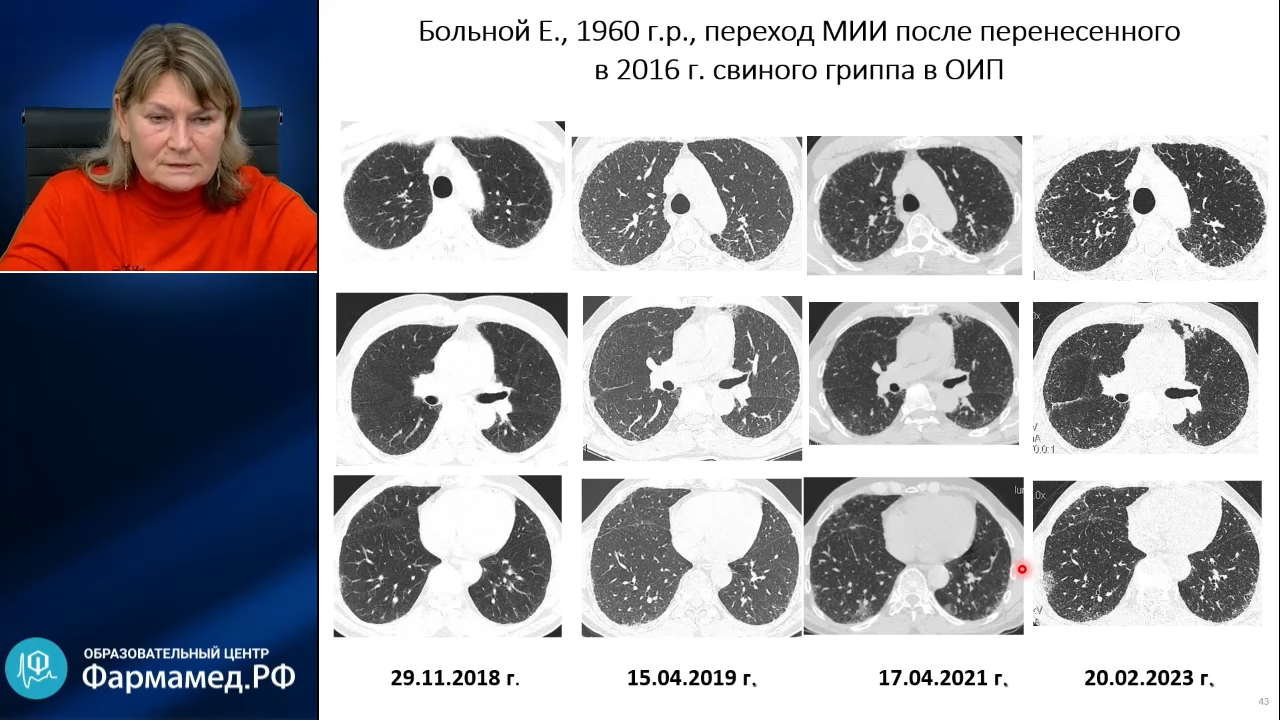 Больной Е., 1960 г.р., переход МИИ после перенесенного
в 2016 г. свиного гриппа в ОИП
29.11.2018 г.
15.04.2019 г.
17.04.2021 г.
20.02.2023 г.
ОБРАЗОВАТЕЛЬНЫЙ ЦЕНТР
Фармамед.РФ
43